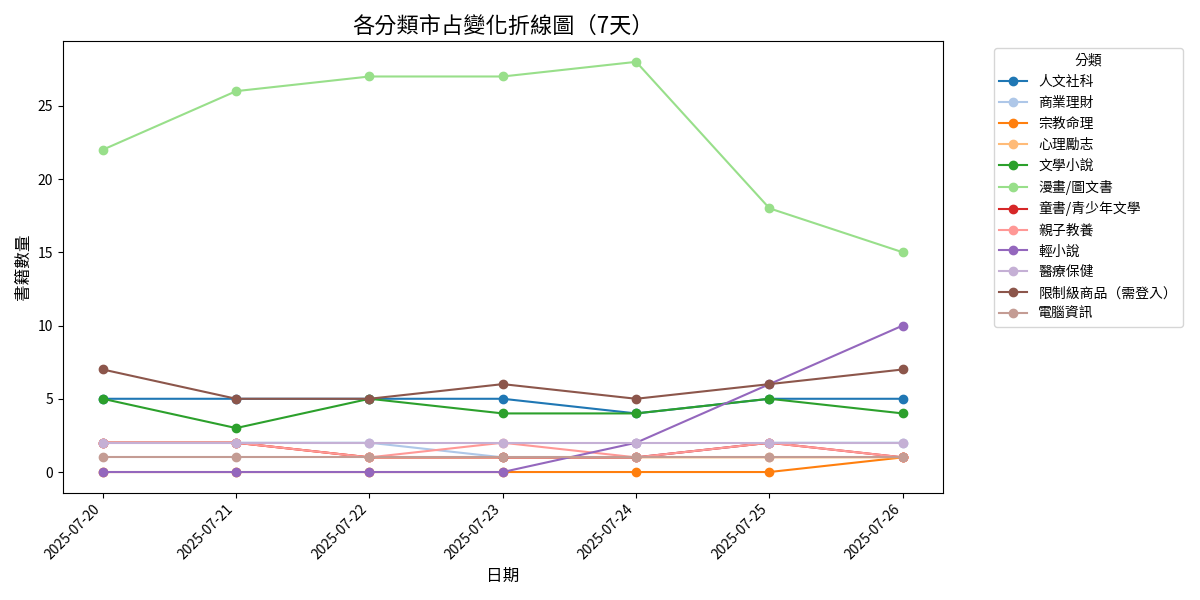 各分類市占變化折線圖（7天）
書籍數量
25
20
15
10
5
0
2025-07-20
2025-07-21
2025-07-22
2025-07-23
2025-07-24
2025-07-25
2025-07-26
日期
分類
人文社科
商業理財
宗教命理
心理勵志
文學小說
漫畫/圖文書
童書/青少年文學
親子教養
輕小說
醫療保健
限制級商品（需登入）
電腦資訊